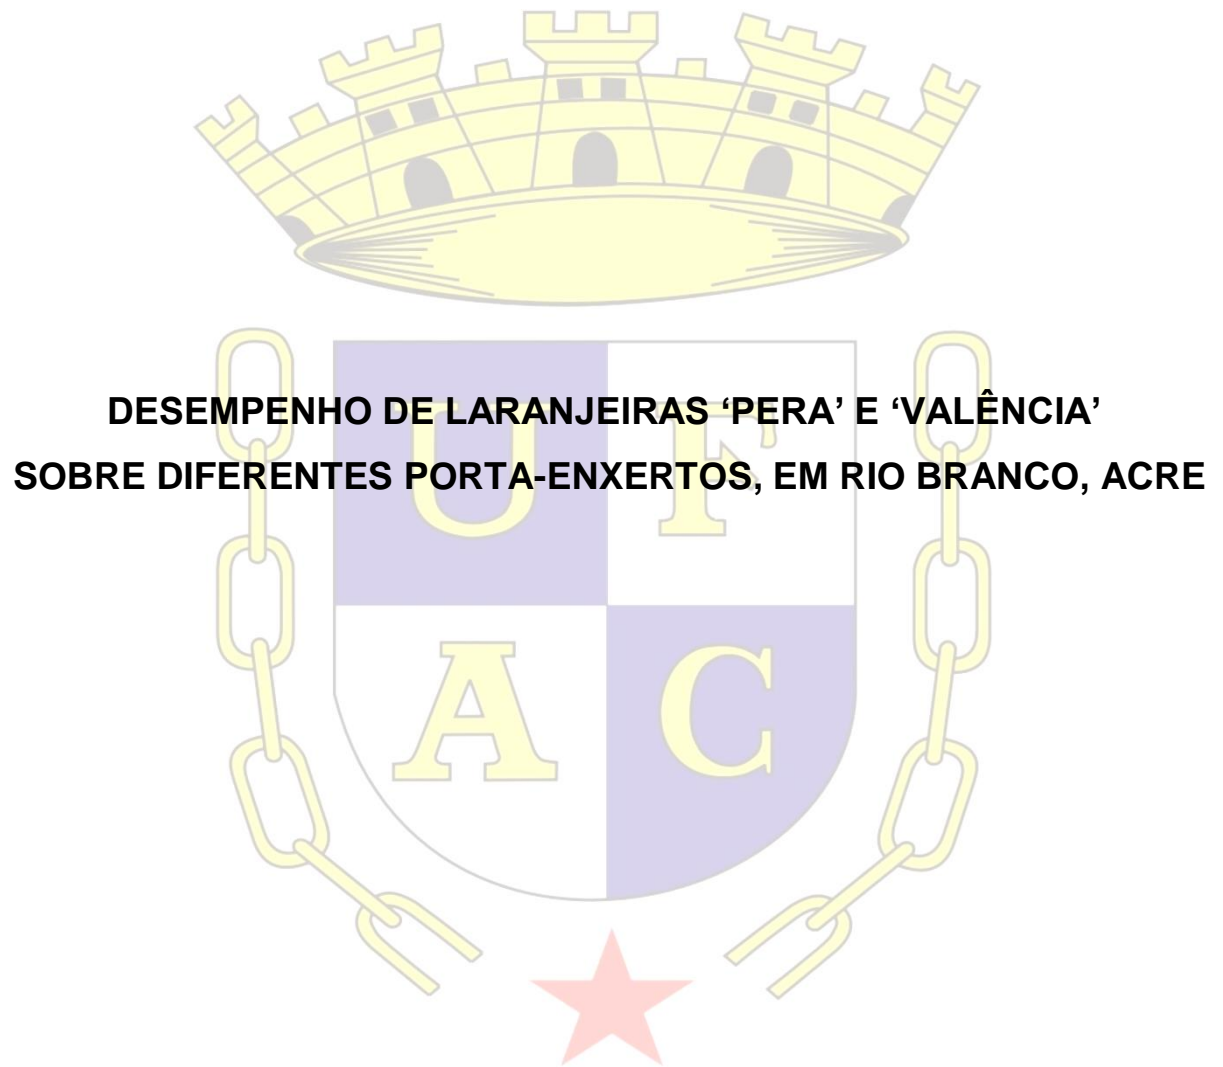 DESEMPENHO DE LARANJEIRAS ‘PERA’ E ‘VALÊNCIA’
SOBRE DIFERENTES PORTA-ENXERTOS, EM RIO BRANCO, ACRE
U F
A C